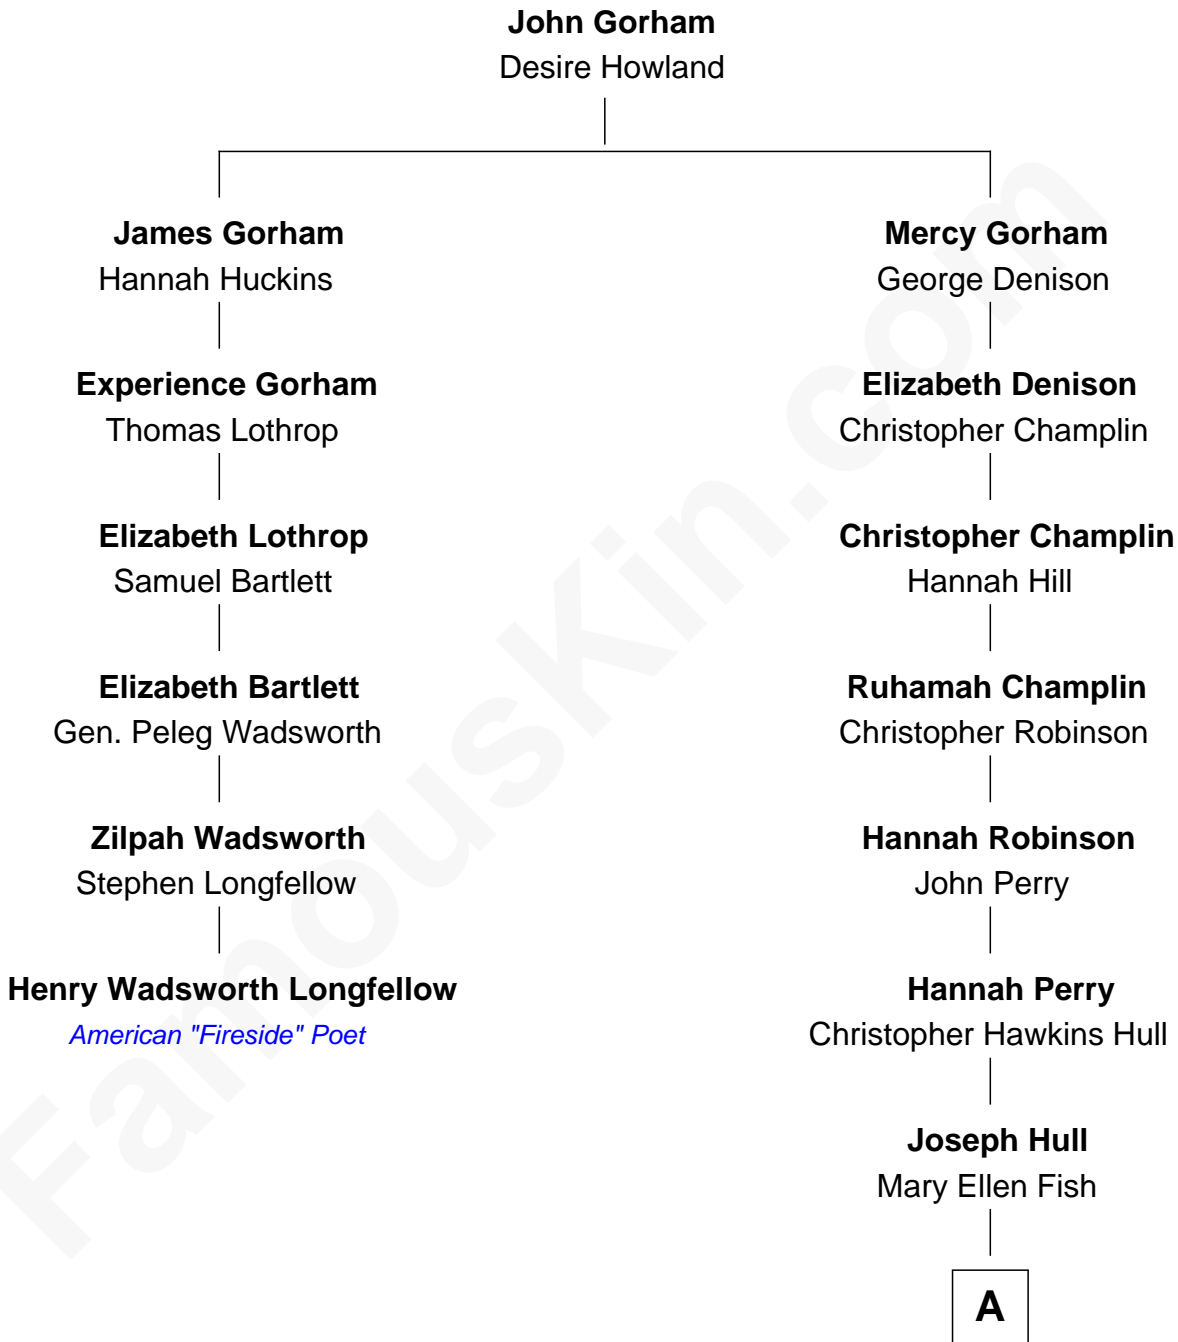 John Gorham
Desire Howland
James Gorham
Hannah Huckins
Experience Gorham
Thomas Lothrop
Elizabeth Lothrop
Samuel Bartlett
Elizabeth Bartlett
Gen. Peleg Wadsworth
Zilpah Wadsworth
Stephen Longfellow
Henry Wadsworth Longfellow
American "Fireside" Poet
Mercy Gorham
George Denison
Elizabeth Denison
Christopher Champlin
Christopher Champlin
Hannah Hill
Ruhamah Champlin
Christopher Robinson
Hannah Robinson
John Perry
Hannah Perry
Christopher Hawkins Hull
Joseph Hull
Mary Ellen Fish
A
FamousKin.com